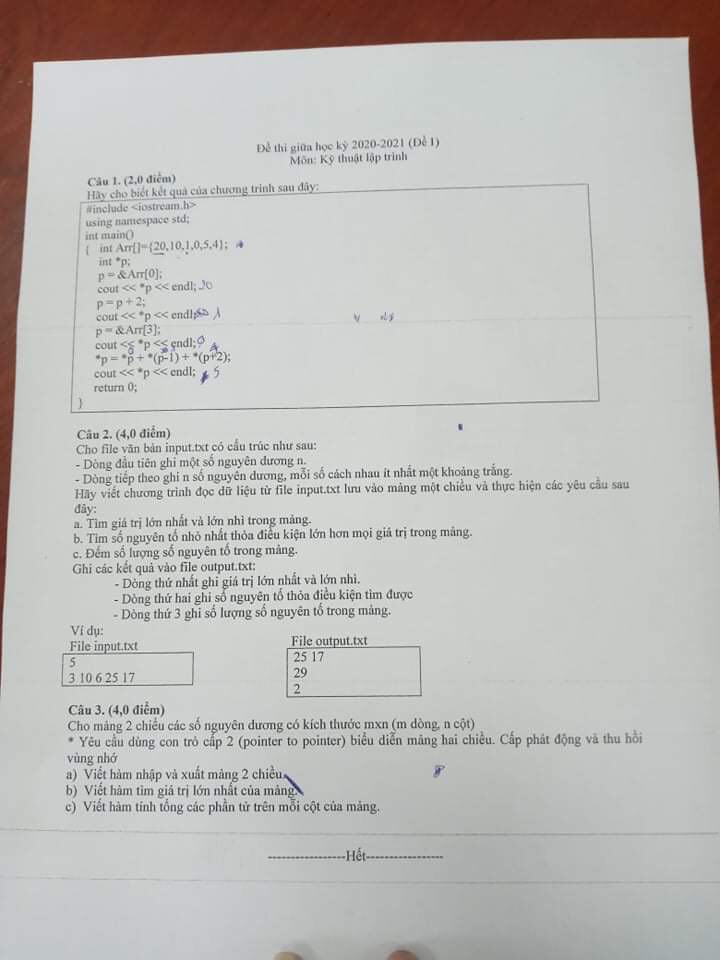 Đề thi giữa học kỳ 2020-2021 (Đề 1)
Môn: Kỹ thuật lập trình
Câu 1. (2,0 điểm)
Hãy cho biết kết quả của chương trình sau đây:
#include <iostream.h>
using namespace std;
int main()
{ int Arr[]={20,10,1,0,5,4};
int *p;
p = &Arr[0];
cout << *p << endl; 20
p = p + 2;
cout << *p << endl; 1
p = &Arr[3];
cout << *p << endl; 0
*p = *p + *(p-1) + *(p+2);
cout << *p << endl; 5
return 0;
}
Câu 2. (4,0 điểm)
Cho file văn bản input.txt có cấu trúc như sau:
- Dòng đầu tiên ghi một số nguyên dương n.
- Dòng tiếp theo ghi n số nguyên dương, mỗi số cách nhau ít nhất một khoảng trắng.
Hãy viết chương trình đọc dữ liệu từ file input.txt lưu vào mảng một chiều và thực hiện các yêu cầu sau
đây:
a. Tìm giá trị lớn nhất và lớn nhì trong mảng.
b. Tìm số nguyên tố nhỏ nhất thỏa điều kiện lớn hơn mọi giá trị trong mảng.
c. Đếm số lượng số nguyên tố trong mảng.
Ghi các kết quả vào file output.txt:
- Dòng thứ nhất ghi giá trị lớn nhất và lớn nhì.
- Dòng thứ hai ghi số nguyên tố thỏa điều kiện tìm được
- Dòng thứ 3 ghi số lượng số nguyên tố trong mảng.
Ví dụ:
File input.txt
5
3 10 6 25 17
File output.txt
25 17
29
2
Câu 3. (4,0 điểm)
Cho mảng 2 chiều các số nguyên dương có kích thước mxn (m dòng, n cột)
* Yêu cầu dùng con trỏ cấp 2 (pointer to pointer) biểu diễn mảng hai chiều. Cấp phát động và thu hồi
vùng nhớ
a) Viết hàm nhập và xuất mảng 2 chiều.
b) Viết hàm tìm giá trị lớn nhất của mảng.
c) Viết hàm tính tổng các phần tử trên mỗi cột của mảng.
------------------Hết------------------